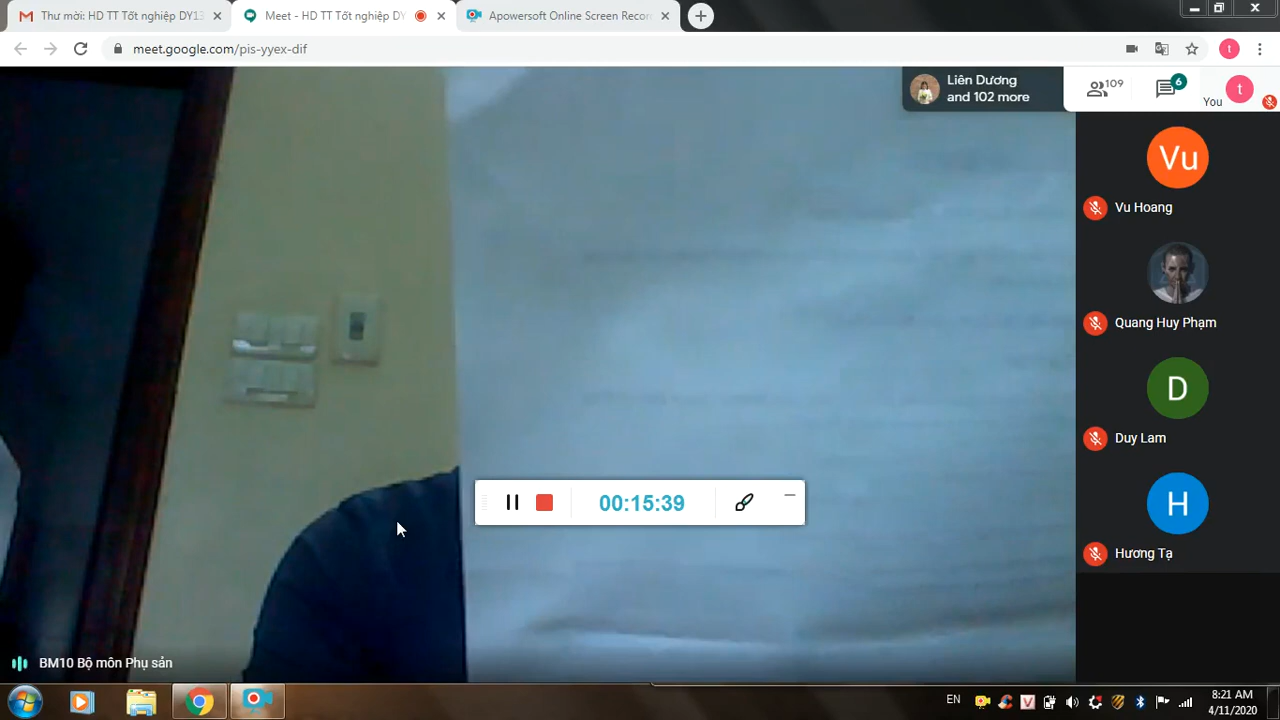 Thư mời: HD TT Tốt nghiệp DY13
Meet - HD TT Tốt nghiệp DY
Apowersoft Online Screen Recor
meet.google.com/pis-yyex-dif
t
Liên Dương
and 102 more
109
6
You
t
Vu
Vu Hoang
Quang Huy Phạm
D
Duy Lam
H
Hương Tạ
00:15:39
BM10 Bộ môn Phụ sản
EN
8:21 AM
4/11/2020